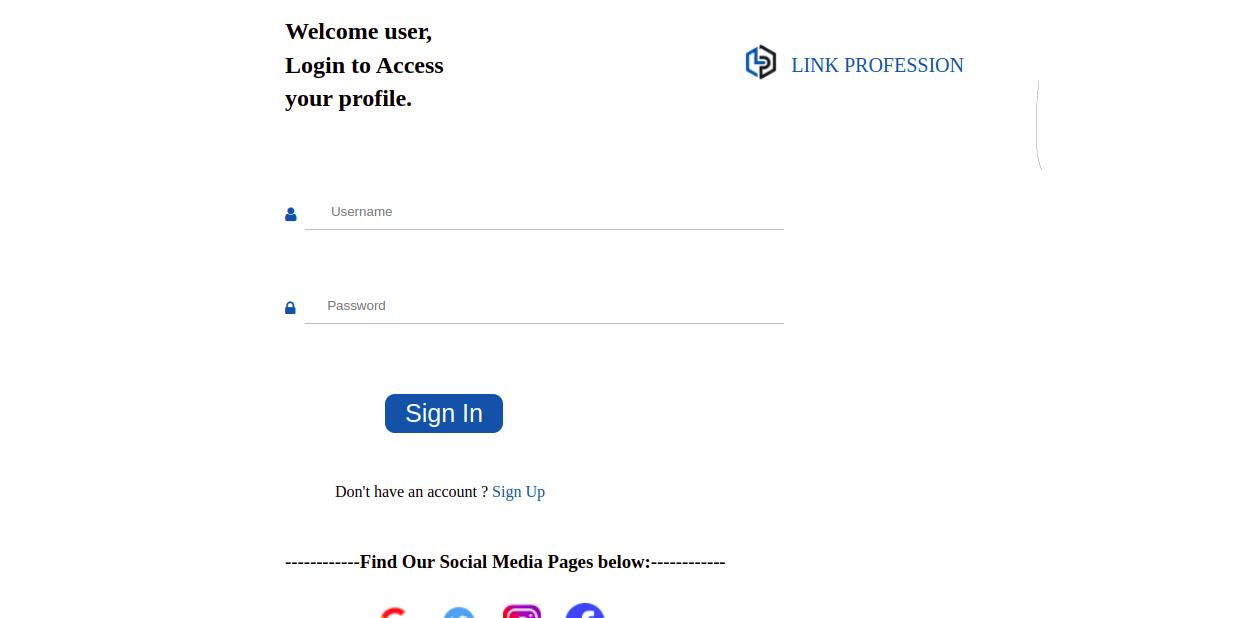 Welcome user,
Login to Access
your profile.
LINK PROFESSION
Username
Password
Sign In
Don't have an account ? Sign Up
------------Find Our Social Media Pages below:------------